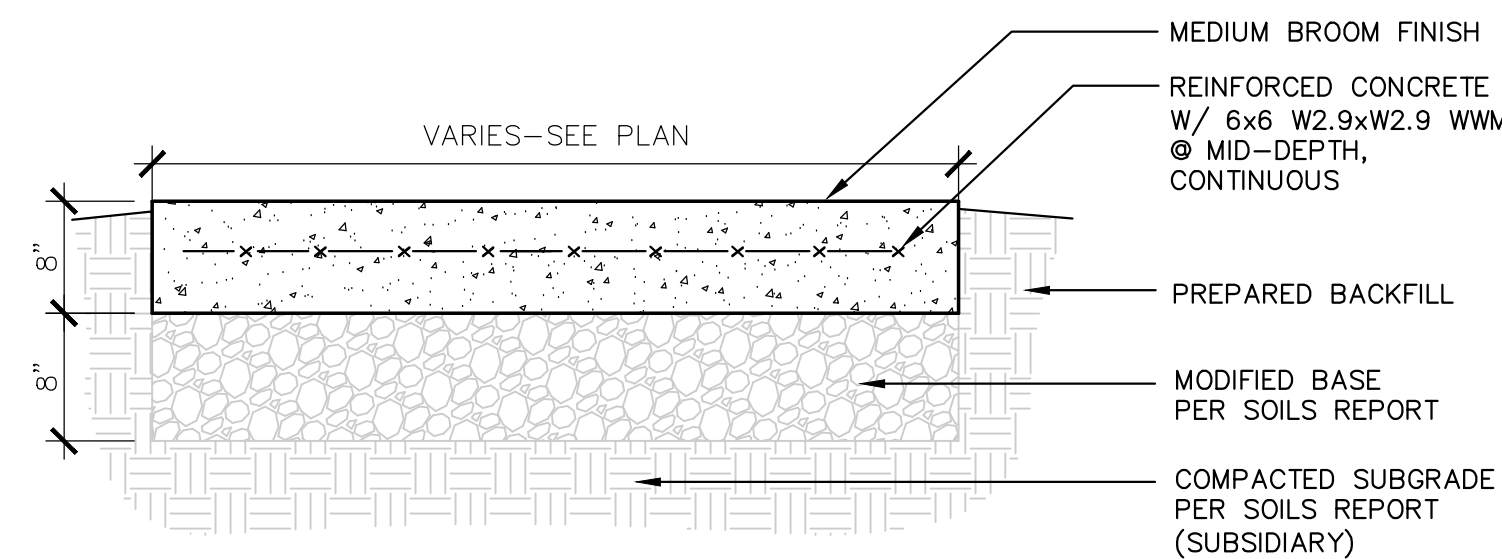 MEDIUM BROOM FINISH
REINFORCED CONCRETE
W/ 6x6 W2.9xW2.9 WWM
@ MID-DEPTH,
CONTINUOUS
VARIES-SEE PLAN
8"
PREPARED BACKFILL
8"
MODIFIED BASE
PER SOILS REPORT
COMPACTED SUBGRADE
PER SOILS REPORT
(SUBSIDIARY)